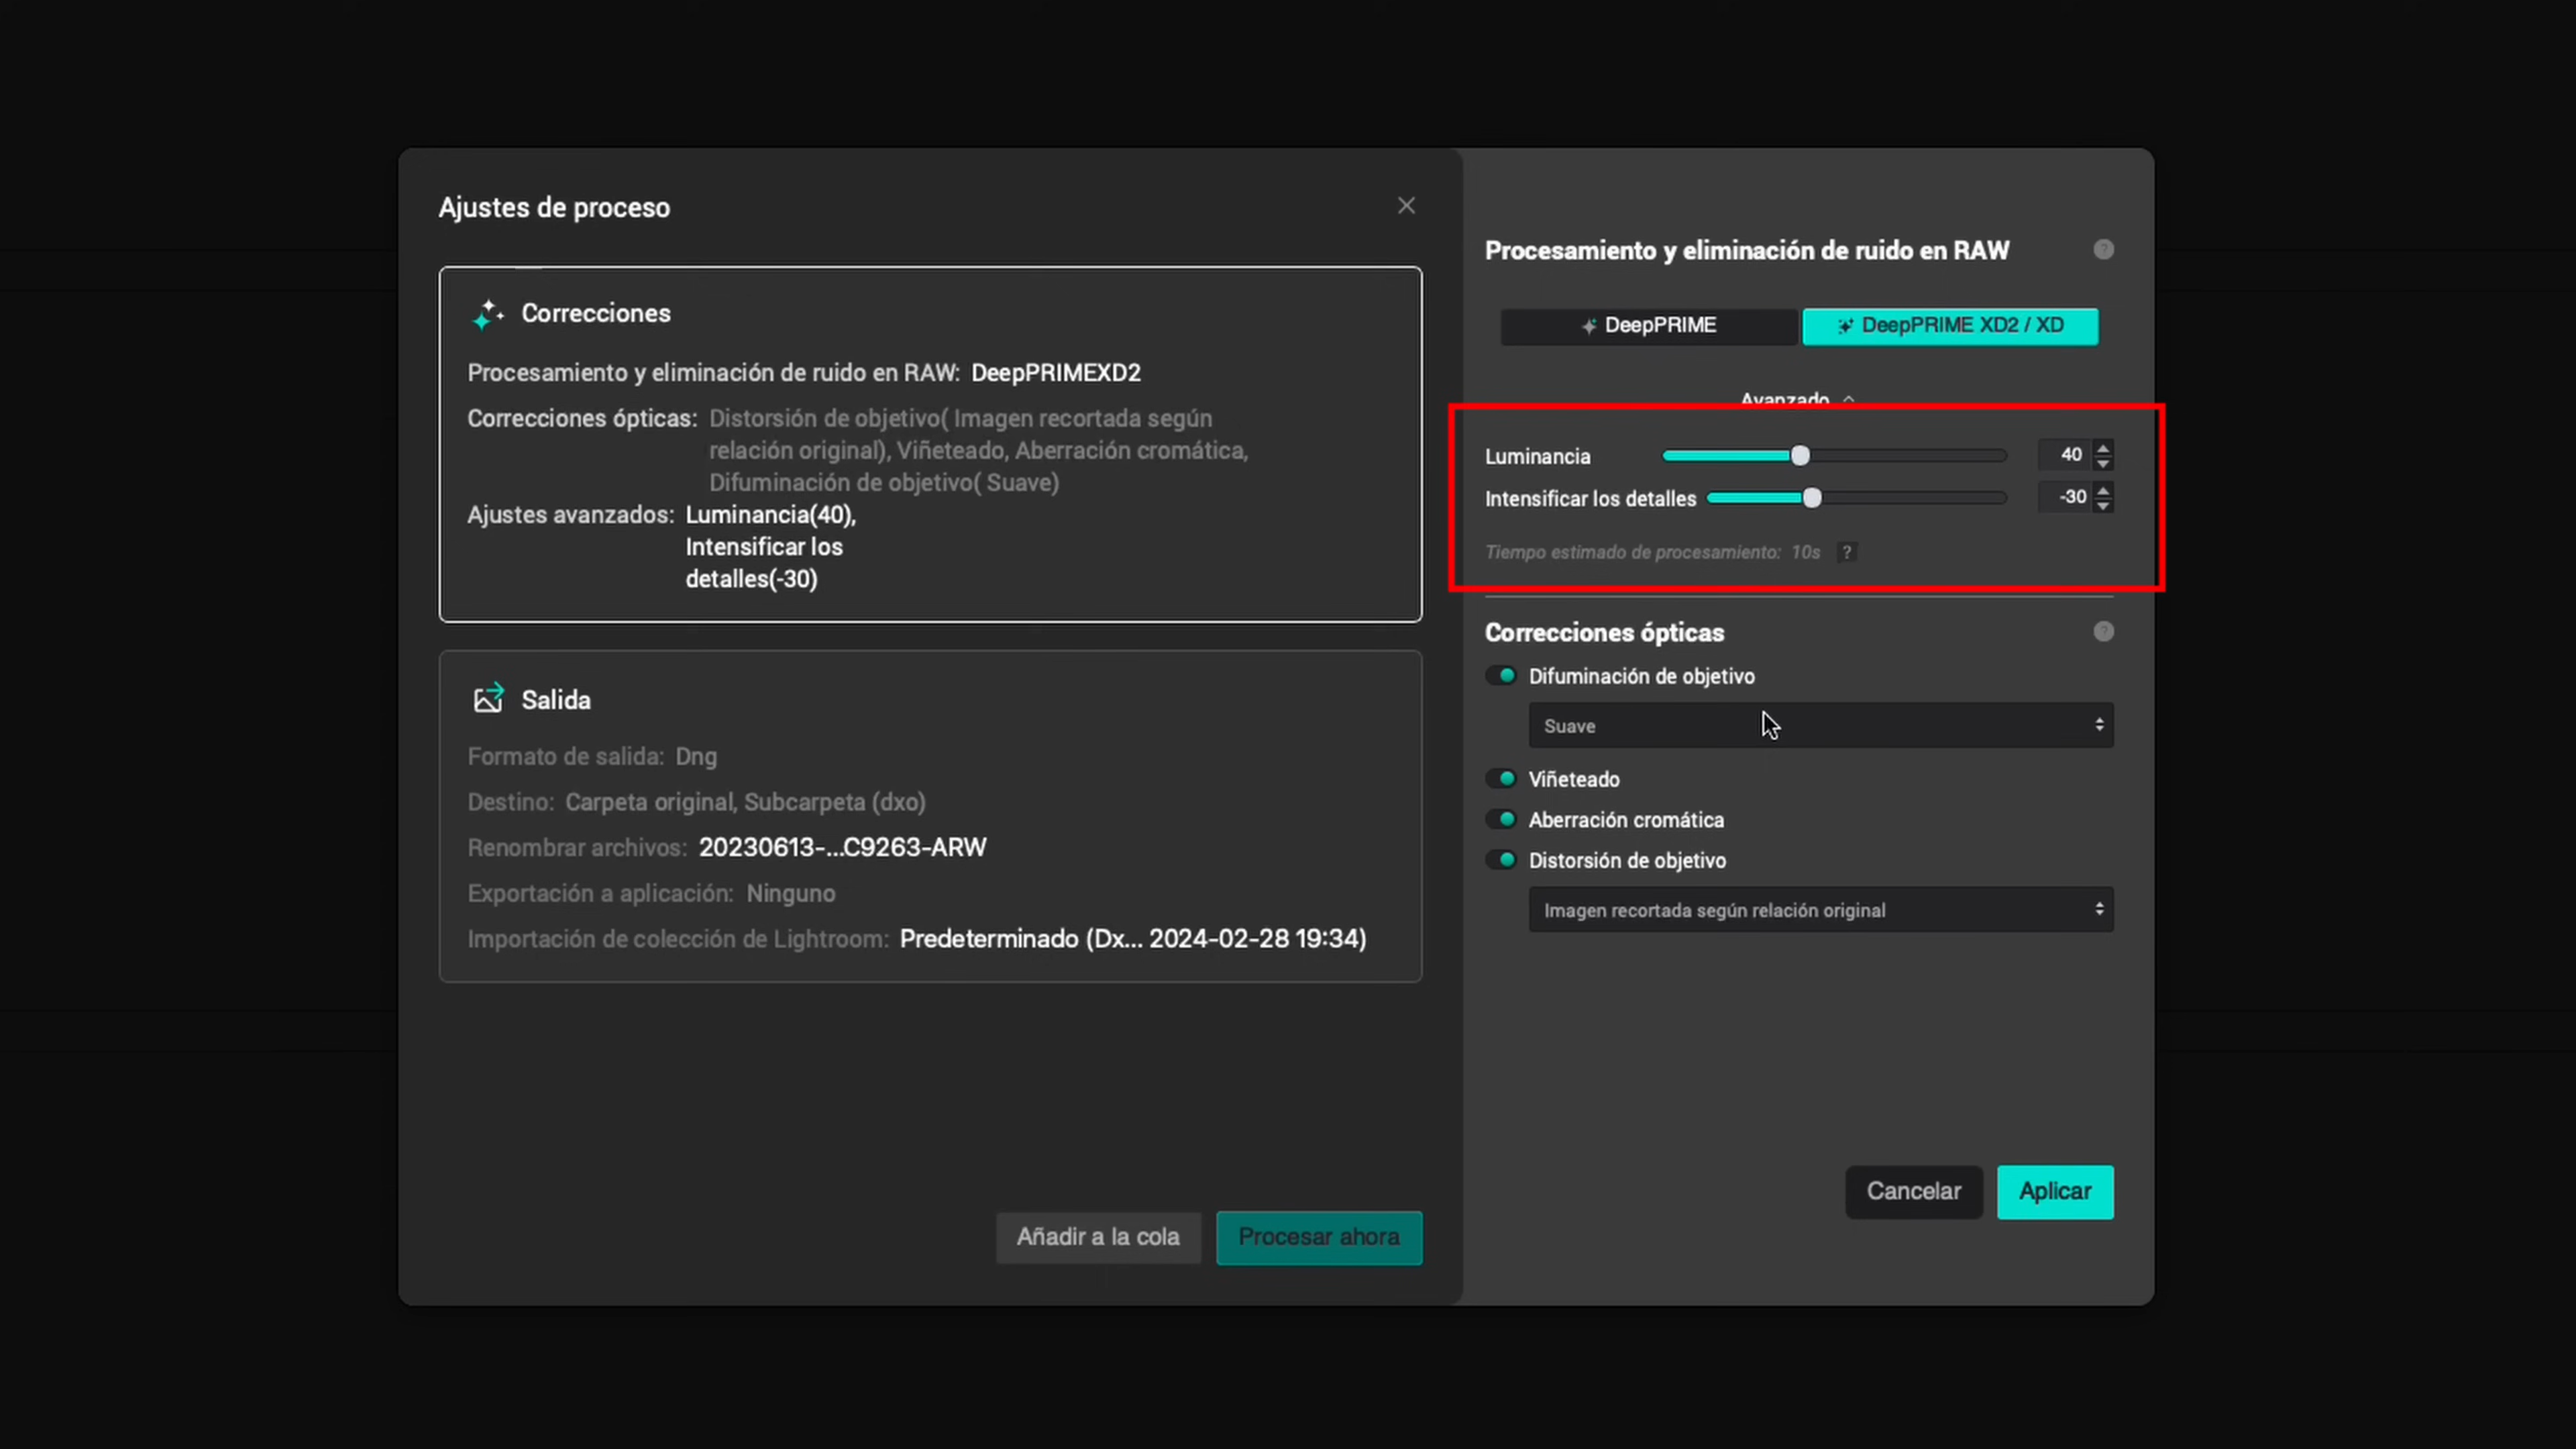 Ajustes de proceso
Correcciones
Procesamiento y eliminación de ruido en RAW: DeepPRIMEXD2
Correcciones ópticas: Distorsión de objetivo( Imagen recortada según
relación original), Viñeteado, Aberración cromática,
Difuminación de objetivo( Suave)
Ajustes avanzados: Luminancia(40),
Intensificar los
detalles(-30)
Salida
Formato de salida: Dng
Destino: Carpeta original, Subcarpeta (dxo)
Renombrar archivos: 20230613-...C9263-ARW
Exportación a aplicación: Ninguno
Importación de colección de Lightroom: Predeterminado (Dx... 2024-02-28 19:34)
Añadir a la cola
Procesar ahora
Procesamiento y eliminación de ruido en RAW
?
DeepPRIME
DeepPRIME XD2 / XD
Avanzado
Luminancia 40
Intensificar los detalles -30
Tiempo estimado de procesamiento: 10s ?
Correcciones ópticas
?
Difuminación de objetivo
Suave
Viñeteado
Aberración cromática
Distorsión de objetivo
Imagen recortada según relación original
Cancelar
Aplicar